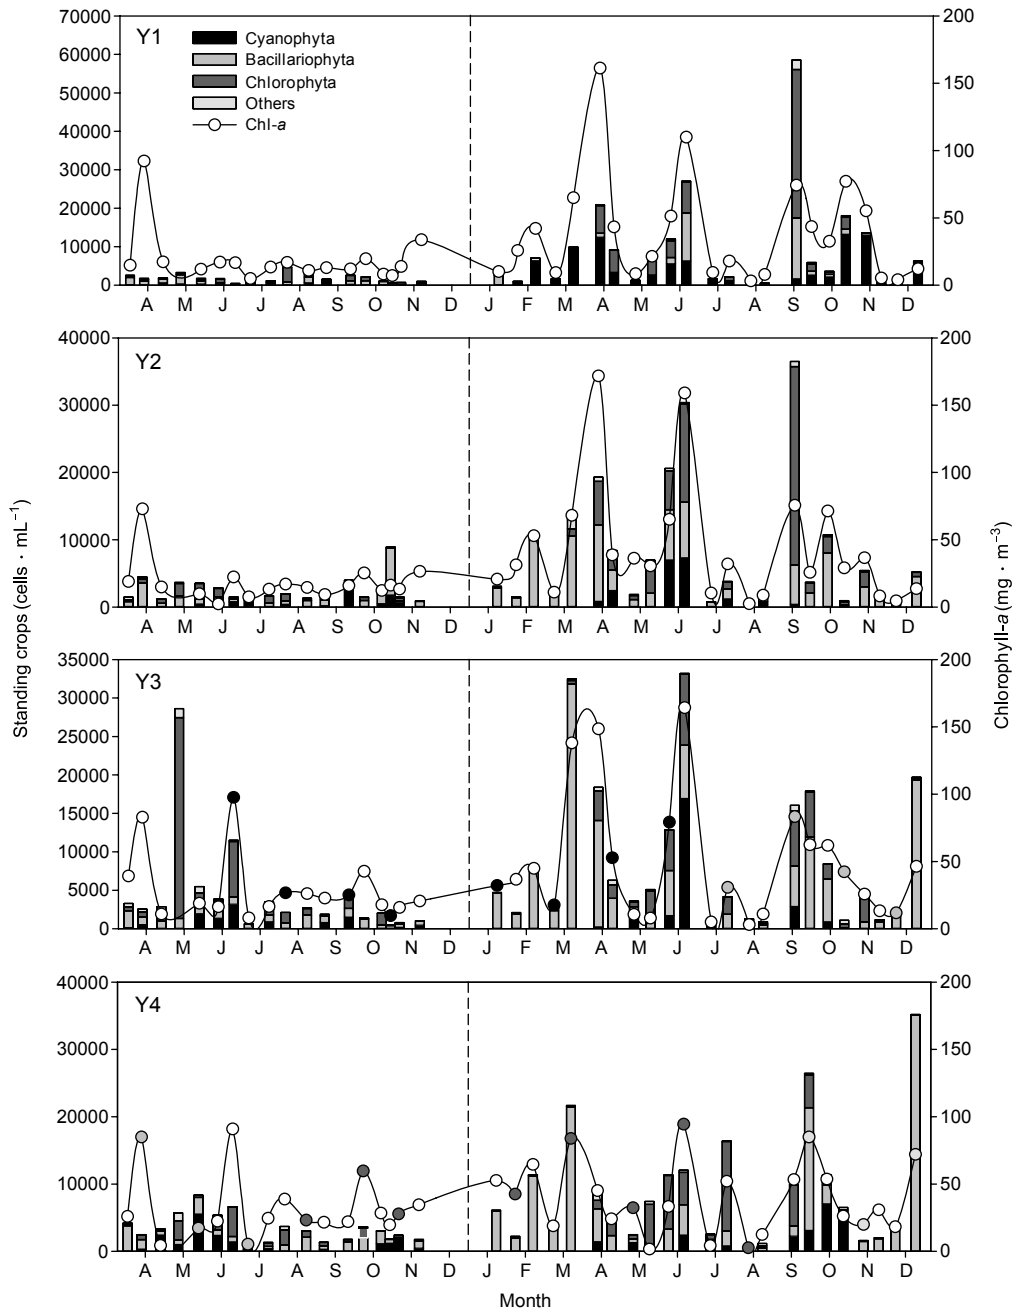 Y1
Cyanophyta
Bacillariophyta
Chlorophyta
Others
Chl-a
70000
60000
50000
40000
30000
20000
10000
0
200
150
100
50
0
A M J J A S O N D J F M A M J J A S O N D
Y2
40000
30000
20000
10000
0
200
150
100
50
0
A M J J A S O N D J F M A M J J A S O N D
Y3
35000
30000
25000
20000
15000
10000
5000
0
200
150
100
50
0
A M J J A S O N D J F M A M J J A S O N D
Y4
40000
30000
20000
10000
0
200
150
100
50
0
A M J J A S O N D J F M A M J J A S O N D
Month
Standing crops (cells · mL⁻¹)
Chlorophyll-a (mg · m⁻³)